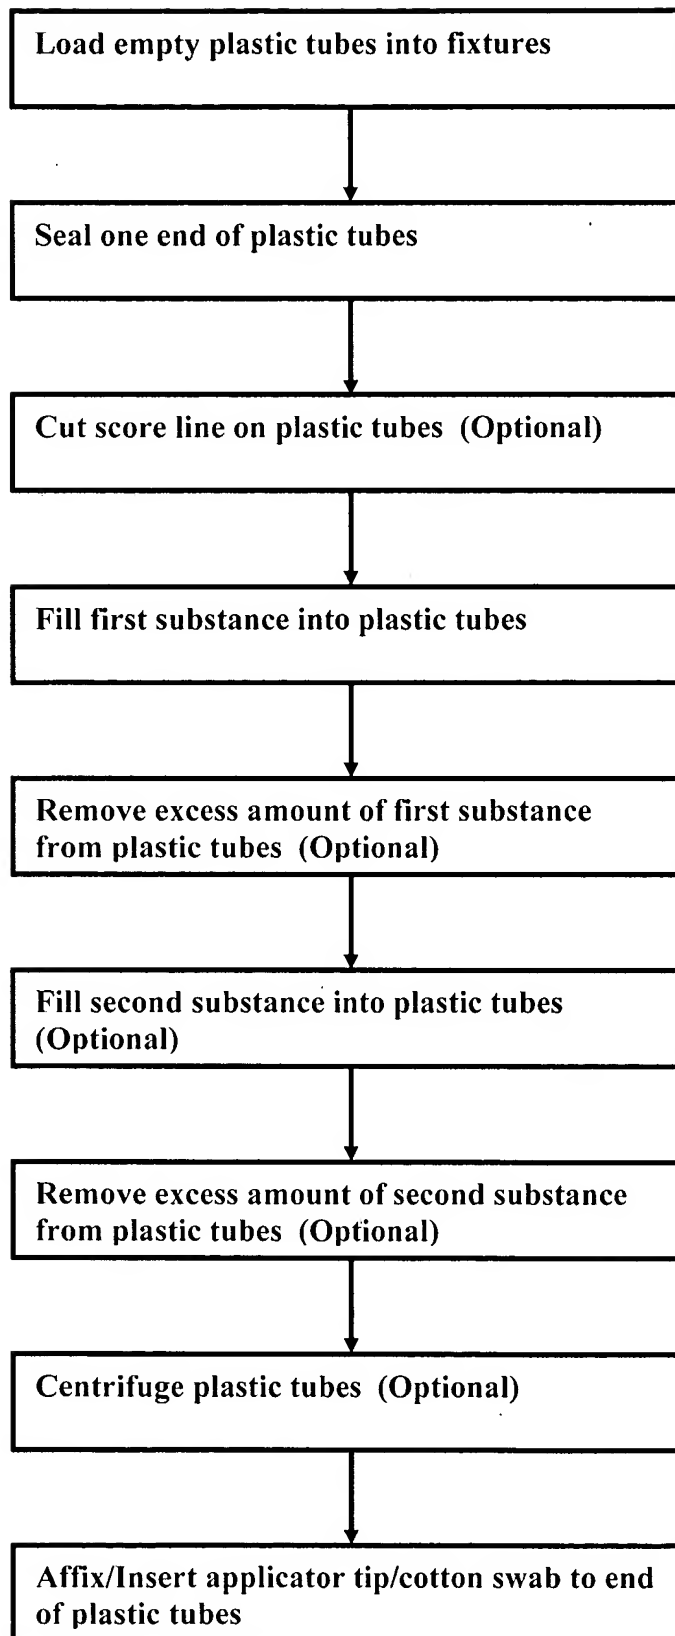 Load empty plastic tubes into fixtures
Seal one end of plastic tubes
Cut score line on plastic tubes (Optional)
Fill first substance into plastic tubes
Remove excess amount of first substance
from plastic tubes (Optional)
Fill second substance into plastic tubes
(Optional)
Remove excess amount of second substance
from plastic tubes (Optional)
Centrifuge plastic tubes (Optional)
Affix/Insert applicator tip/cotton swab to end
of plastic tubes